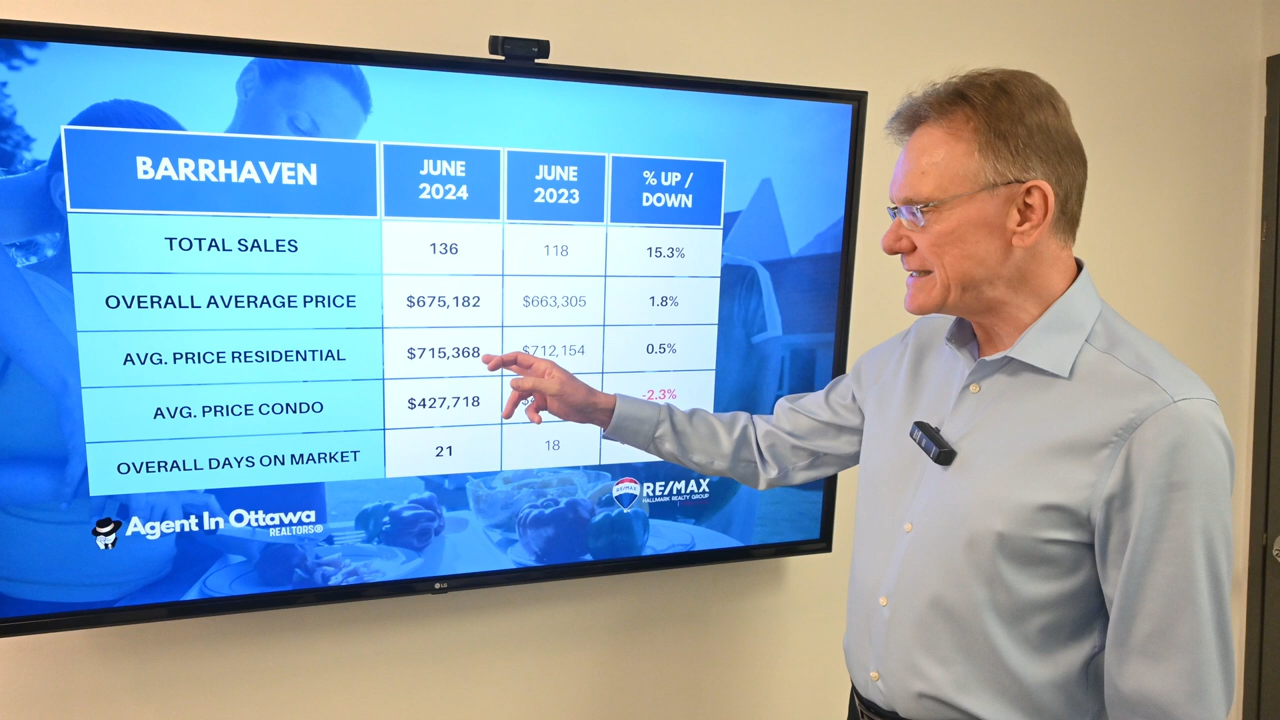 BARRHAVEN
JUNE
2024
JUNE
2023
% UP /
DOWN
TOTAL SALES
136
118
15.3%
OVERALL AVERAGE PRICE
$675,182
$663,305
1.8%
AVG. PRICE RESIDENTIAL
$715,368
$712,154
0.5%
AVG. PRICE CONDO
$427,718
-2.3%
OVERALL DAYS ON MARKET
21
18
Agent In Ottawa
REALTORS®
RE/MAX
RE/MAX
HALLMARK REALTY GROUP
LG